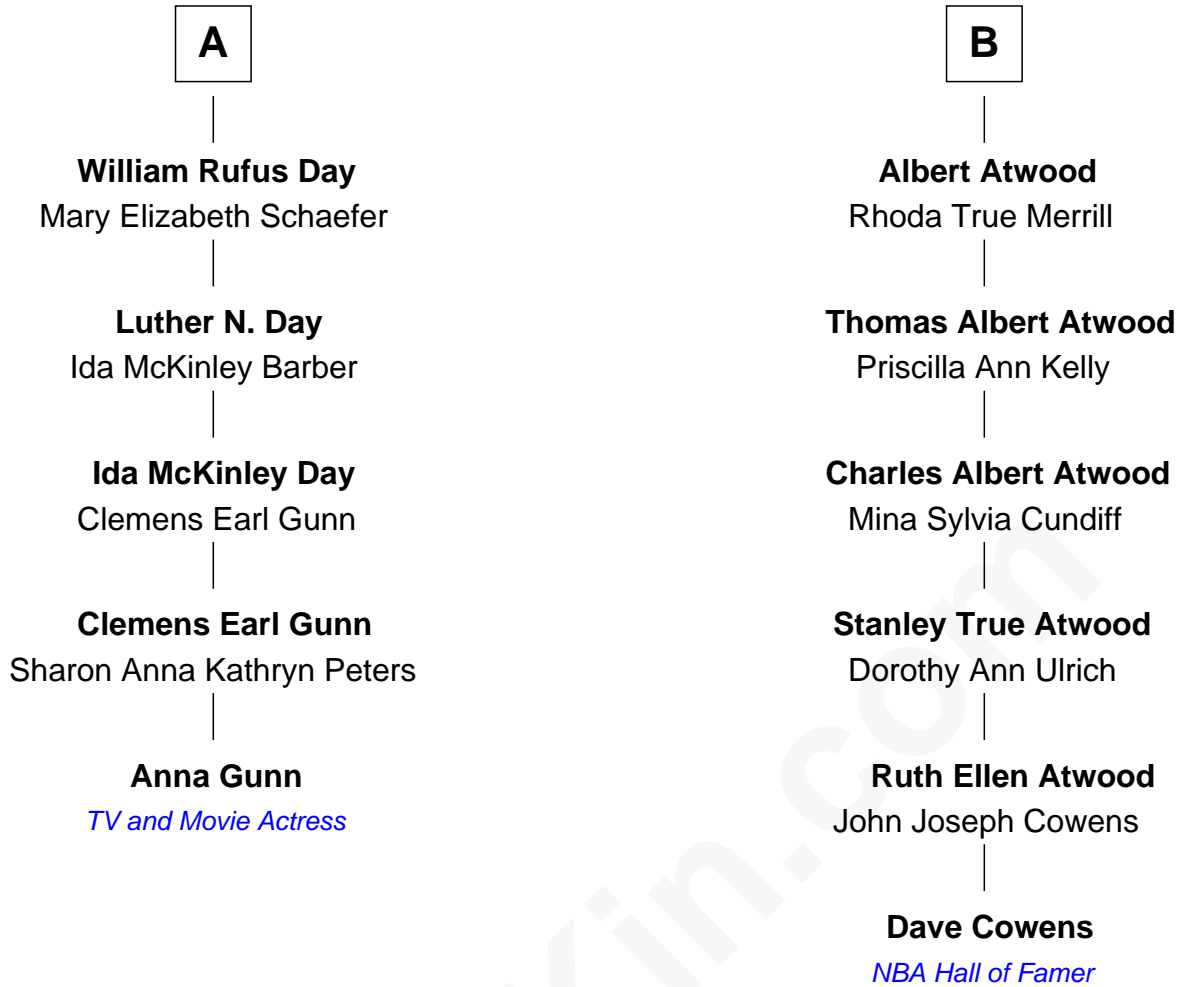 A
William Rufus Day
Mary Elizabeth Schaefer
Luther N. Day
Ida McKinley Barber
Ida McKinley Day
Clemens Earl Gunn
Clemens Earl Gunn
Sharon Anna Kathryn Peters
Anna Gunn
TV and Movie Actress
B
Albert Atwood
Rhoda True Merrill
Thomas Albert Atwood
Priscilla Ann Kelly
Charles Albert Atwood
Mina Sylvia Cundiff
Stanley True Atwood
Dorothy Ann Ulrich
Ruth Ellen Atwood
John Joseph Cowens
Dave Cowens
NBA Hall of Famer
Kin.com